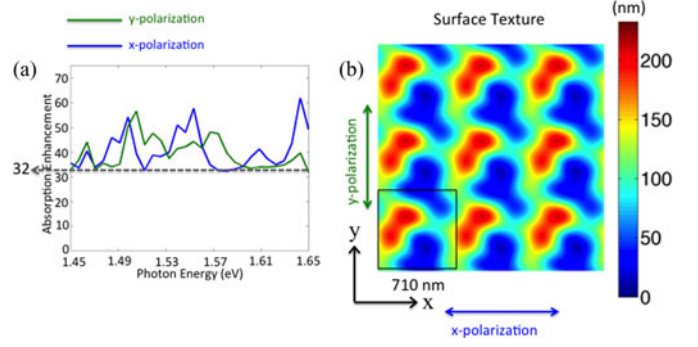 y-polarization
x-polarization
(a)
Absorption Enhancement
70
60
50
40
32
30
20
10
0
1.45
1.49
1.53
1.57
1.61
1.65
Photon Energy (eV)
(b)
Surface Texture
(nm)
y-polarization
y
x
710 nm
x-polarization
200
150
100
50
0